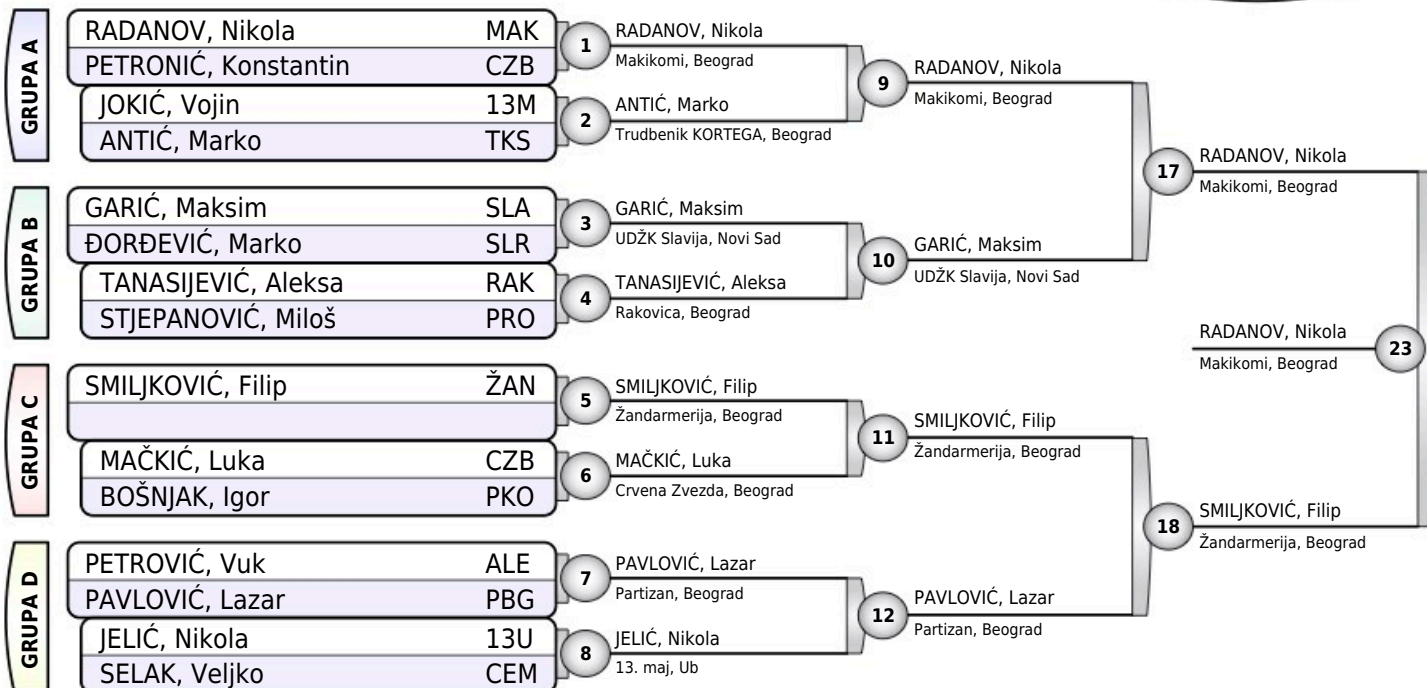 GRUPA A
RADANOV, Nikola MAK
PETRONIĆ, Konstantin CZB
JOKIĆ, Vojin 13M
ANTIĆ, Marko TKS
1
RADANOV, Nikola
Makikomi, Beograd
2
ANTIĆ, Marko
Trudbenik KORTEGA, Beograd
9
RADANOV, Nikola
Makikomi, Beograd
GRUPA B
GARIĆ, Maksim SLA
ĐORĐEVIĆ, Marko SLR
TANASIJEVIĆ, Aleksa RAK
STJEPANOVIĆ, Miloš PRO
3
GARIĆ, Maksim
UDŽK Slavija, Novi Sad
4
TANASIJEVIĆ, Aleksa
Rakovica, Beograd
10
GARIĆ, Maksim
UDŽK Slavija, Novi Sad
17
RADANOV, Nikola
Makikomi, Beograd
GRUPA C
SMILJKOVIĆ, Filip ŽAN
MAČKIĆ, Luka CZB
BOŠNJAK, Igor PKO
5
SMILJKOVIĆ, Filip
Žandarmerija, Beograd
6
MAČKIĆ, Luka
Crvena Zvezda, Beograd
11
SMILJKOVIĆ, Filip
Žandarmerija, Beograd
GRUPA D
PETROVIĆ, Vuk ALE
PAVLOVIĆ, Lazar PBG
JELIĆ, Nikola 13U
SELAK, Veljko CEM
7
PAVLOVIĆ, Lazar
Partizan, Beograd
8
JELIĆ, Nikola
13. maj, Ub
12
PAVLOVIĆ, Lazar
Partizan, Beograd
18
SMILJKOVIĆ, Filip
Žandarmerija, Beograd
RADANOV, Nikola
Makikomi, Beograd
23